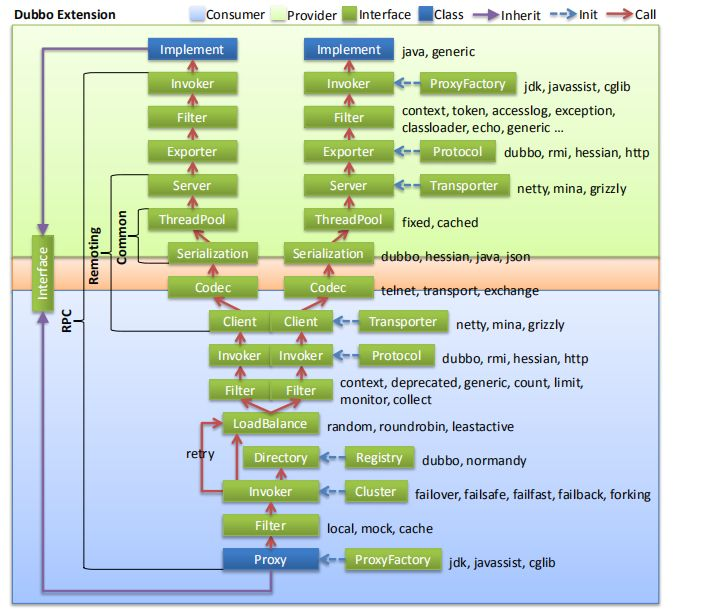 Dubbo Extension Consumer Provider Interface Class Inherit Init Call
Implement Implement java, generic
Invoker Invoker ProxyFactory jdk, javassist, cglib
Filter Filter context, token, accesslog, exception,
classloader, echo, generic ...
Exporter Exporter Protocol dubbo, rmi, hessian, http
Server Server Transporter netty, mina, grizzly
ThreadPool ThreadPool fixed, cached
Serialization Serialization dubbo, hessian, java, json
Codec Codec telnet, transport, exchange
Interface
RPC
Remoting
Common
Client Client Transporter netty, mina, grizzly
Invoker Invoker Protocol dubbo, rmi, hessian, http
Filter Filter context, deprecated, generic, count, limit,
monitor, collect
LoadBalance random, roundrobin, leastactive
retry
Directory Registry dubbo, normandy
Invoker Cluster failover, failsafe, failfast, failback, forking
Filter local, mock, cache
Proxy ProxyFactory jdk, javassist, cglib